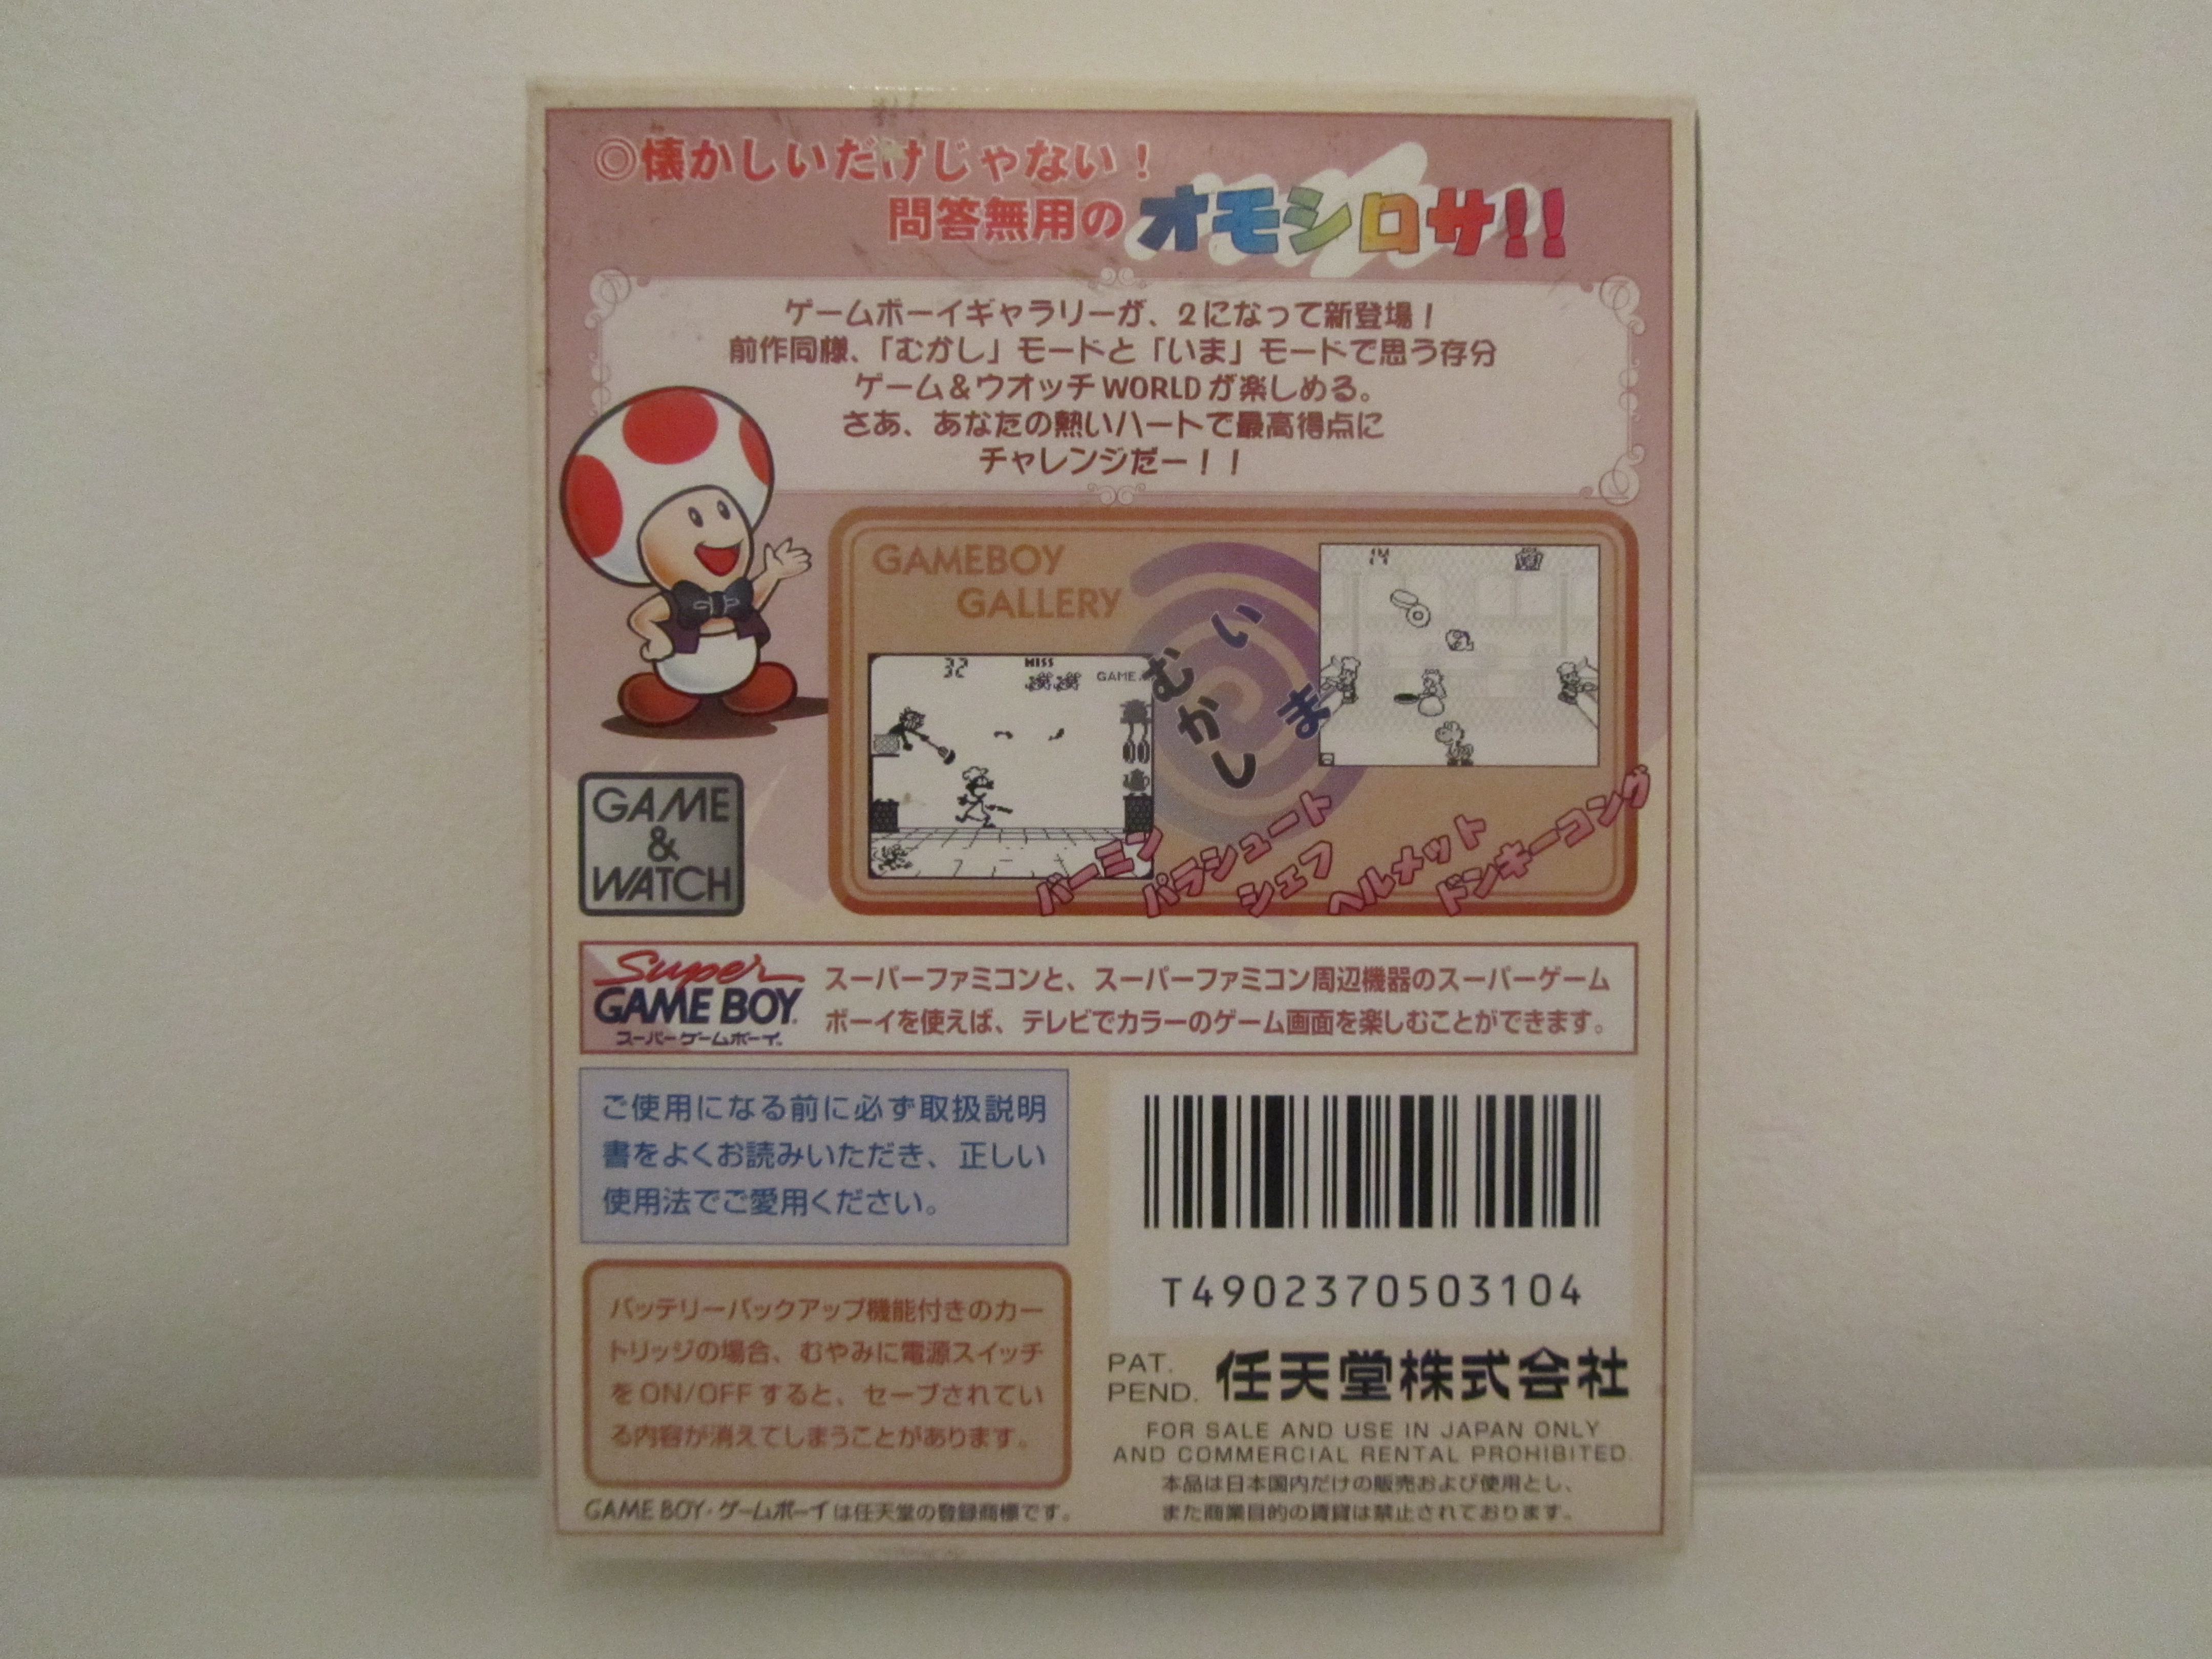 ◎懐かしいだけじゃない！
問答無用のオモシロサ!!
ゲームボーイギャラリーが、2になって新登場！
前作同様、「むかし」モードと「いま」モードで思う存分
ゲーム＆ウオッチWORLDが楽しめる。
さあ、あなたの熱いハートで最高得点に
チャレンジだー！！
GAMEBOY
GALLERY
32
MISS
GAME
むかし
いま
14
バーミン
パラシュート
シェフ
ヘルメット
ドンキーコング
GAME
&
WATCH
Super
GAME BOY
スーパーゲームボーイ
スーパーファミコンと、スーパーファミコン周辺機器のスーパーゲーム
ボーイを使えば、テレビでカラーのゲーム画面を楽しむことができます。
ご使用になる前に必ず取扱説明
書をよくお読みいただき、正しい
使用法でご愛用ください。
T4902370503104
バッテリーバックアップ機能付きのカー
トリッジの場合、むやみに電源スイッチ
をON/OFFすると、セーブされてい
る内容が消えてしまうことがあります。
PAT.
PEND.
任天堂株式会社
FOR SALE AND USE IN JAPAN ONLY
AND COMMERCIAL RENTAL PROHIBITED.
本品は日本国内だけの販売および使用とし、
また商業目的の賃貸は禁止されております。
GAME BOY・ゲームボーイは任天堂の登録商標です。